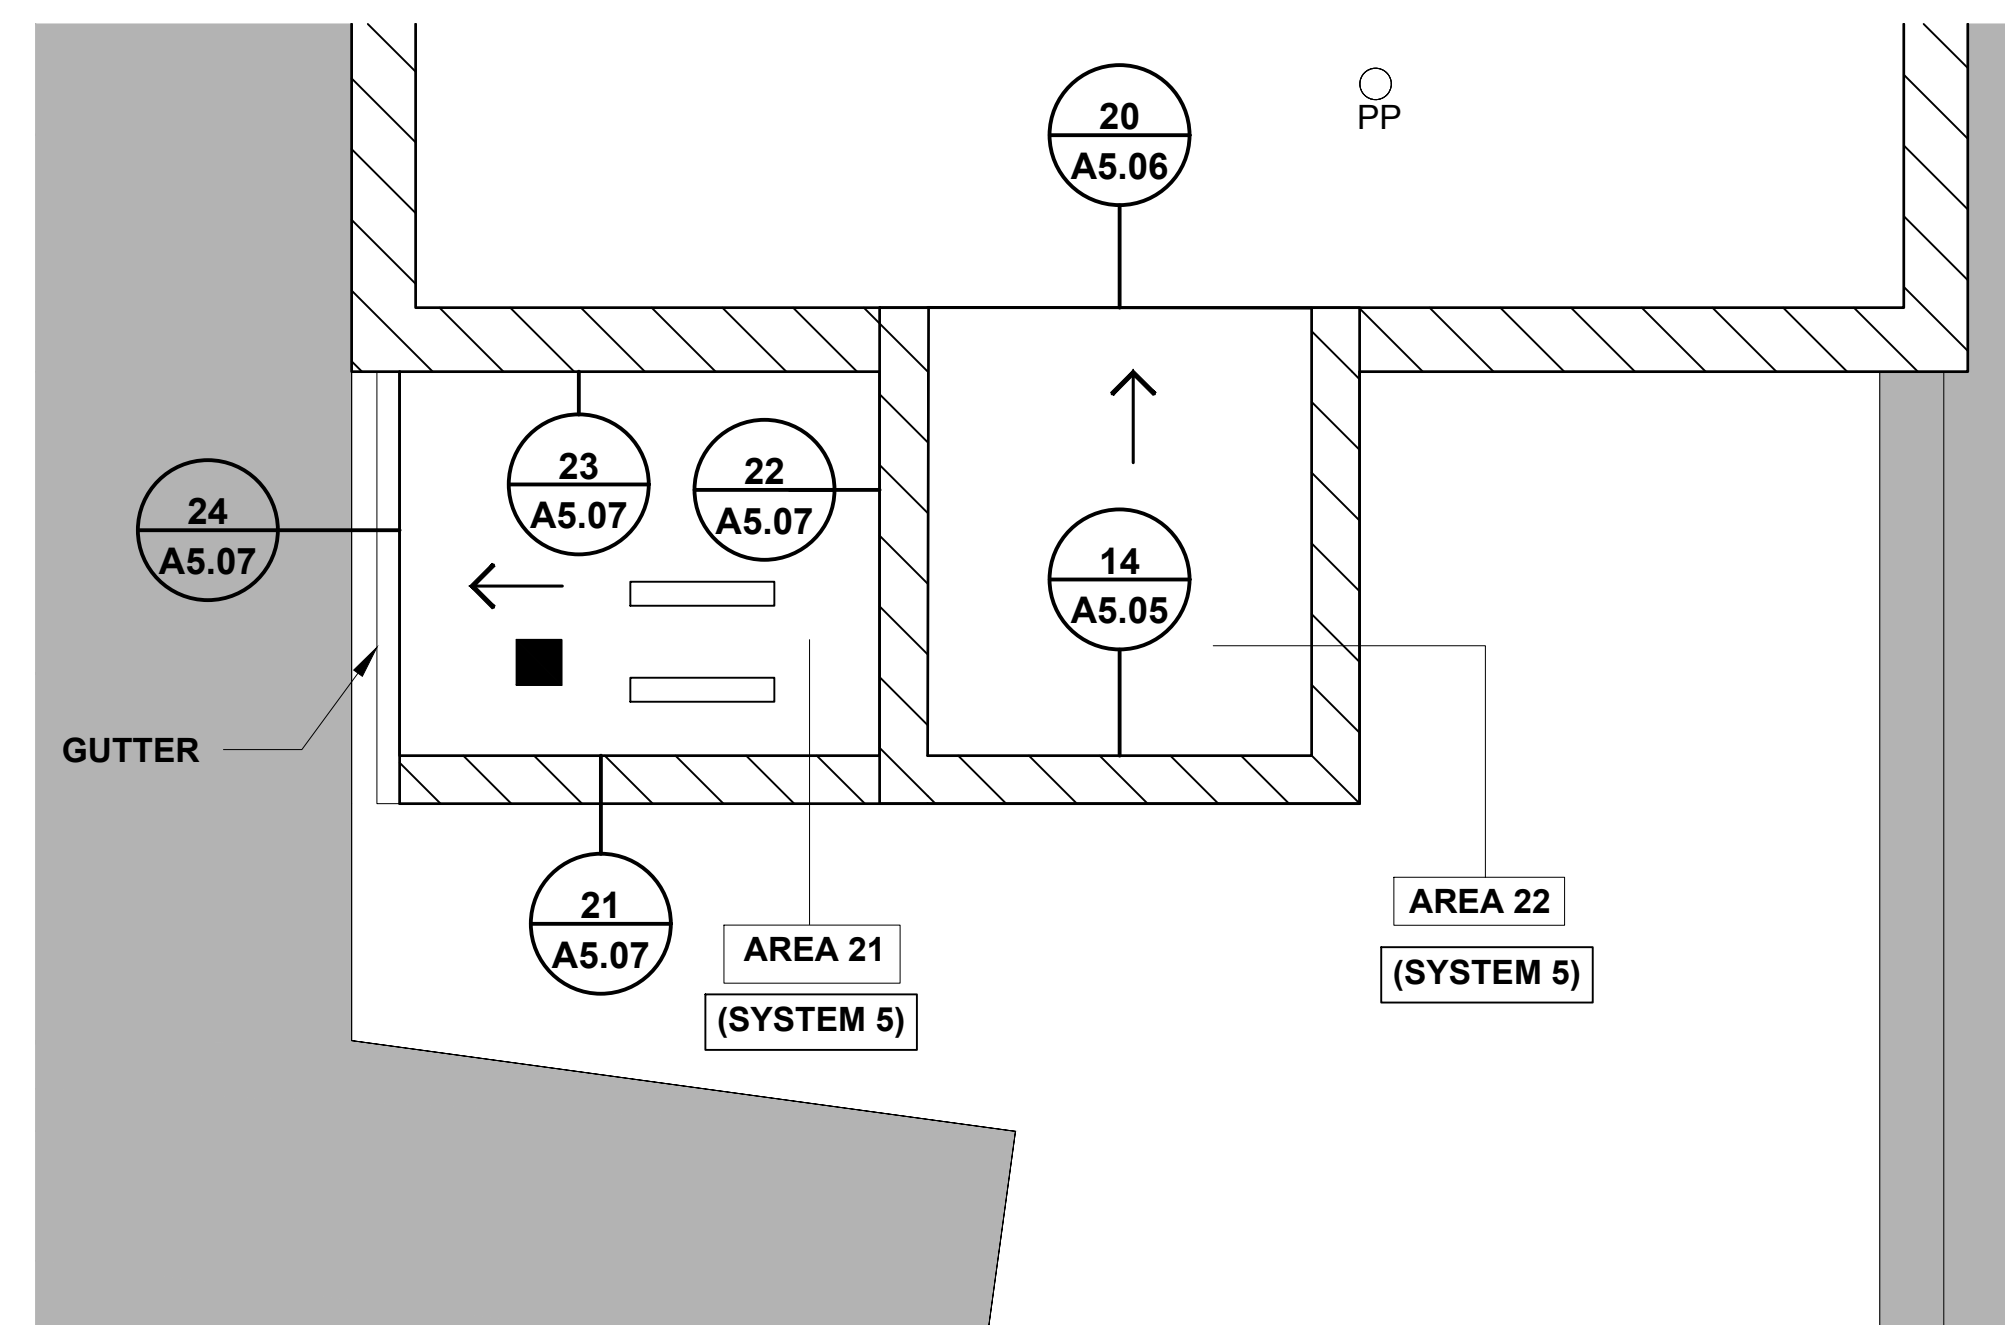 20
A5.06
PP
23
A5.07
22
A5.07
24
A5.07
14
A5.05
GUTTER
21
A5.07
AREA 21
(SYSTEM 5)
AREA 22
(SYSTEM 5)